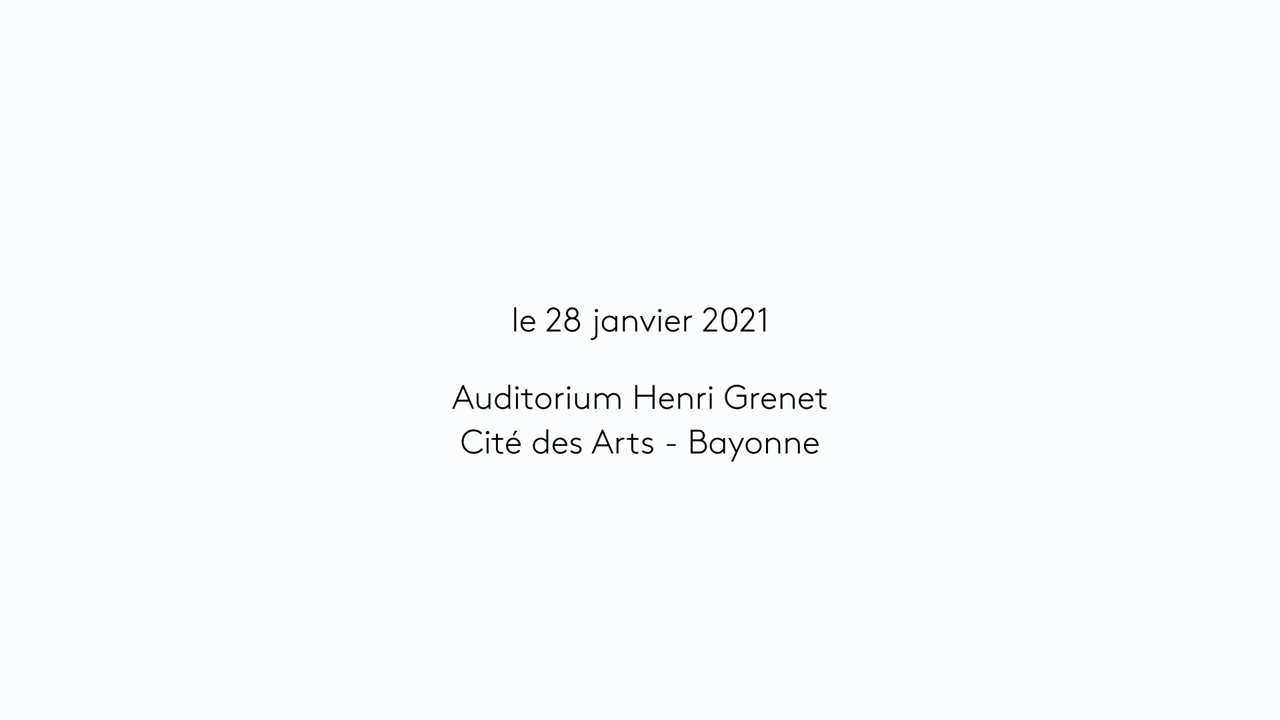 le 28 janvier 2021
Auditorium Henri Grenet
Cité des Arts - Bayonne